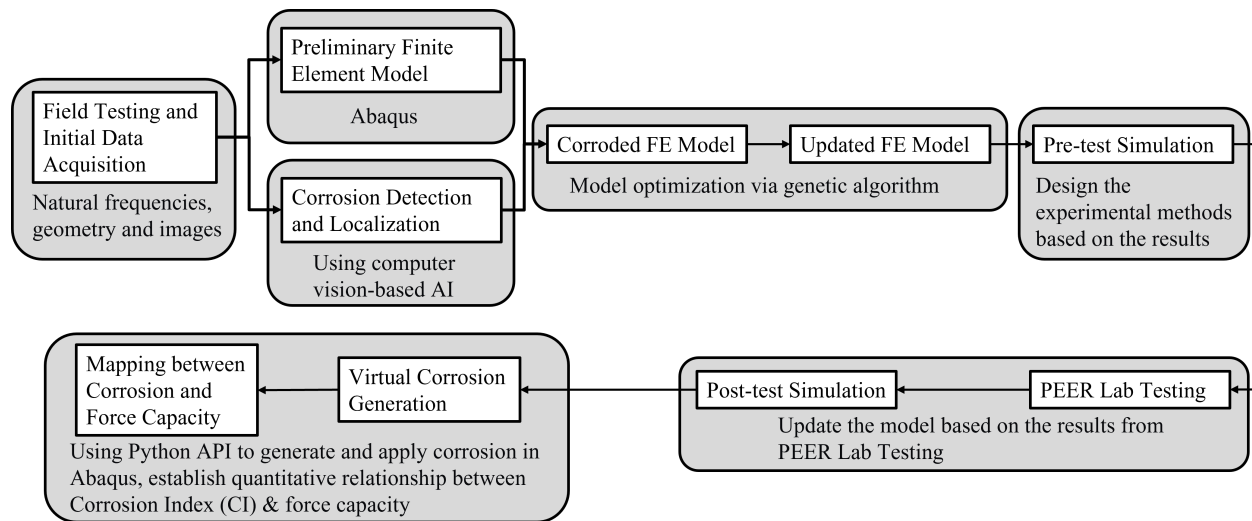 Field Testing and
Initial Data
Acquisition
Natural frequencies,
geometry and images
Preliminary Finite
Element Model
Abaqus
Corrosion Detection
and Localization
Using computer
vision-based AI
Corroded FE Model
Updated FE Model
Model optimization via genetic algorithm
Pre-test Simulation
Design the
experimental methods
based on the results
PEER Lab Testing
Post-test Simulation
Update the model based on the results from
PEER Lab Testing
Virtual Corrosion
Generation
Mapping between
Corrosion and
Force Capacity
Using Python API to generate and apply corrosion in
Abaqus, establish quantitative relationship between
Corrosion Index (CI) & force capacity